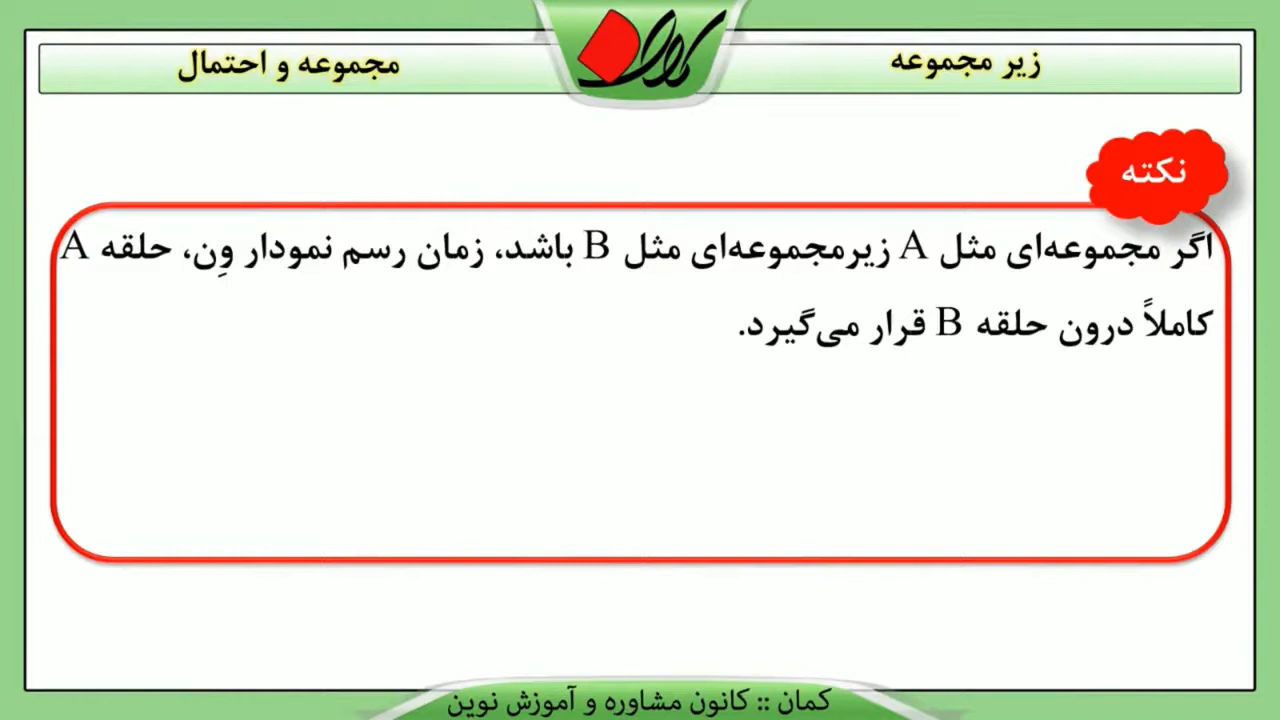 زیر مجموعه
کمان
مجموعه و احتمال
نکته
اگر مجموعه‌ای مثل A زیرمجموعه‌ای مثل B باشد، زمان رسم نمودار وِن، حلقه A
کاملاً درون حلقه B قرار می‌گیرد.
کمان :: کانون مشاوره و آموزش نوین